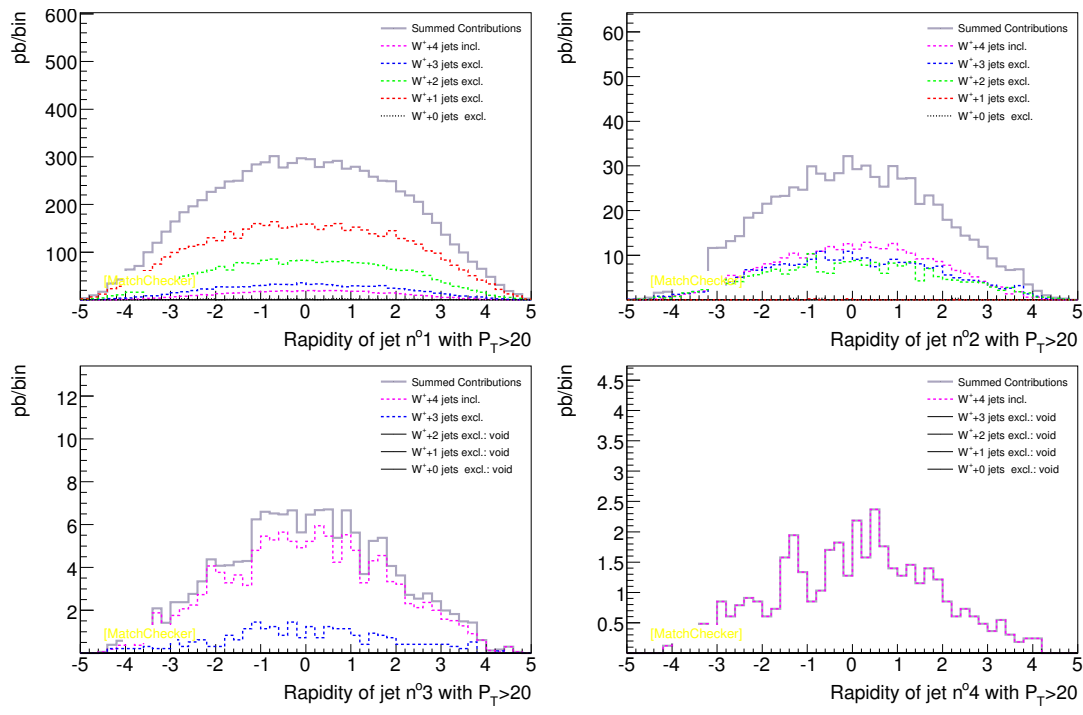 pb/bin
600
500
400
300
200
100
Summed Contributions
W⁺+4 jets incl.
W⁺+3 jets excl.
W⁺+2 jets excl.
W⁺+1 jets excl.
W⁺+0 jets excl.
[MatchChecker]
-5 -4 -3 -2 -1 0 1 2 3 4 5
Rapidity of jet nº1 with P_T>20
pb/bin
60
50
40
30
20
10
Summed Contributions
W⁺+4 jets incl.
W⁺+3 jets excl.
W⁺+2 jets excl.
W⁺+1 jets excl.
W⁺+0 jets excl.
[MatchChecker]
-5 -4 -3 -2 -1 0 1 2 3 4 5
Rapidity of jet nº2 with P_T>20
pb/bin
12
10
8
6
4
2
Summed Contributions
W⁺+4 jets incl.
W⁺+3 jets excl.
W⁺+2 jets excl.: void
W⁺+1 jets excl.: void
W⁺+0 jets excl.: void
[MatchChecker]
-5 -4 -3 -2 -1 0 1 2 3 4 5
Rapidity of jet nº3 with P_T>20
pb/bin
4.5
4
3.5
3
2.5
2
1.5
1
0.5
Summed Contributions
W⁺+4 jets incl.
W⁺+3 jets excl.: void
W⁺+2 jets excl.: void
W⁺+1 jets excl.: void
W⁺+0 jets excl.: void
[MatchChecker]
-5 -4 -3 -2 -1 0 1 2 3 4 5
Rapidity of jet nº4 with P_T>20